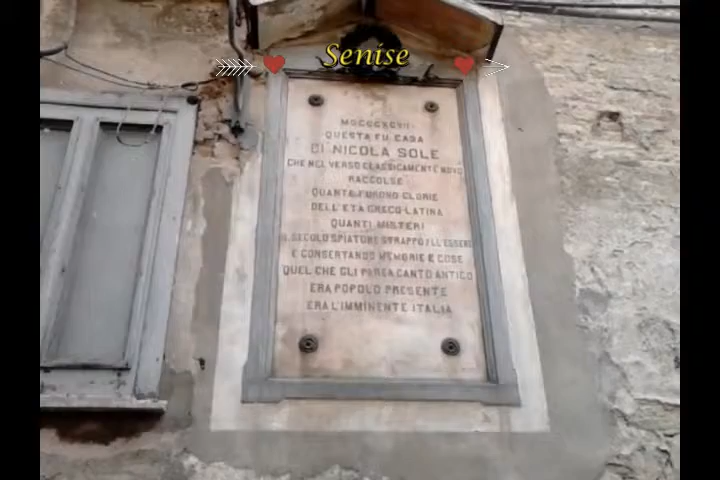 Senise
MDCCCXCVII
QUESTA FU CASA
DI NICOLA SOLE
CHE NEL VERSO CLASSICAMENTE NOVO
RACCOLSE
QUANTE FURONO GLORIE
DELL'ETÀ GRECO-LATINA
QUANTI MISTERI
IL SECOLO SPIATORE STRAPPÒ ALL'ESSERE
E CONSERTANDO MEMORIE E COSE
QUEL CHE GLI PAREA CANTO ANTICO
ERA POPOLO PRESENTE
ERA L'IMMINENTE ITALIA